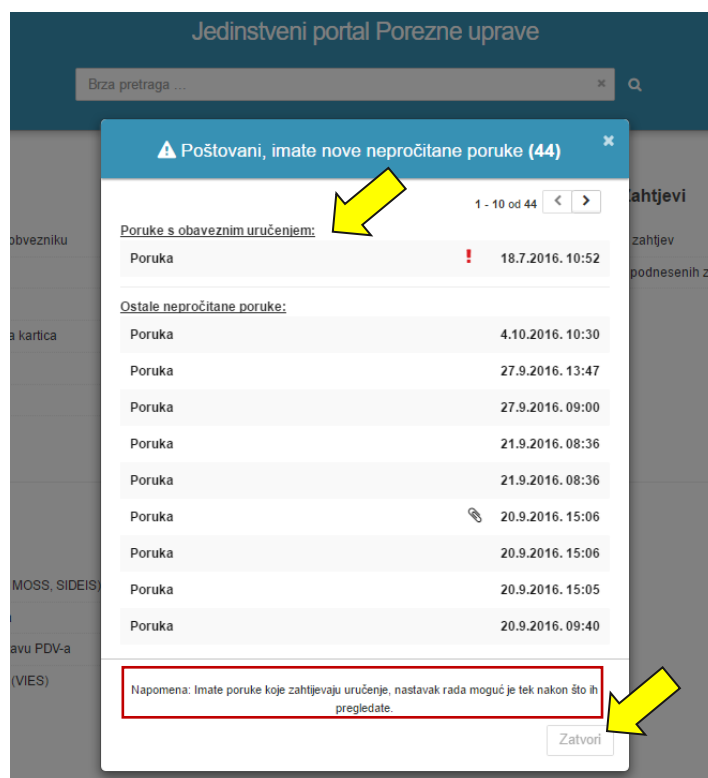 Jedinstveni portal Porezne uprave
Brza pretraga ... ×
Poštovani, imate nove nepročitane poruke (44) ×
1 - 10 od 44 < >
Poruke s obaveznim uručenjem:
Poruka ! 18.7.2016. 10:52
Ostale nepročitane poruke:
Poruka 4.10.2016. 10:30
Poruka 27.9.2016. 13:47
Poruka 27.9.2016. 09:00
Poruka 21.9.2016. 08:36
Poruka 21.9.2016. 08:36
Poruka 20.9.2016. 15:06
Poruka 20.9.2016. 15:06
Poruka 20.9.2016. 15:05
Poruka 20.9.2016. 09:40
Napomena: Imate poruke koje zahtijevaju uručenje, nastavak rada moguć je tek nakon što ih
pregledate.
Zatvori
obvezniku
a kartica
MOSS, SIDEIS)
avu PDV-a
(VIES)
ahtjevi
zahtjev
podnesenih z